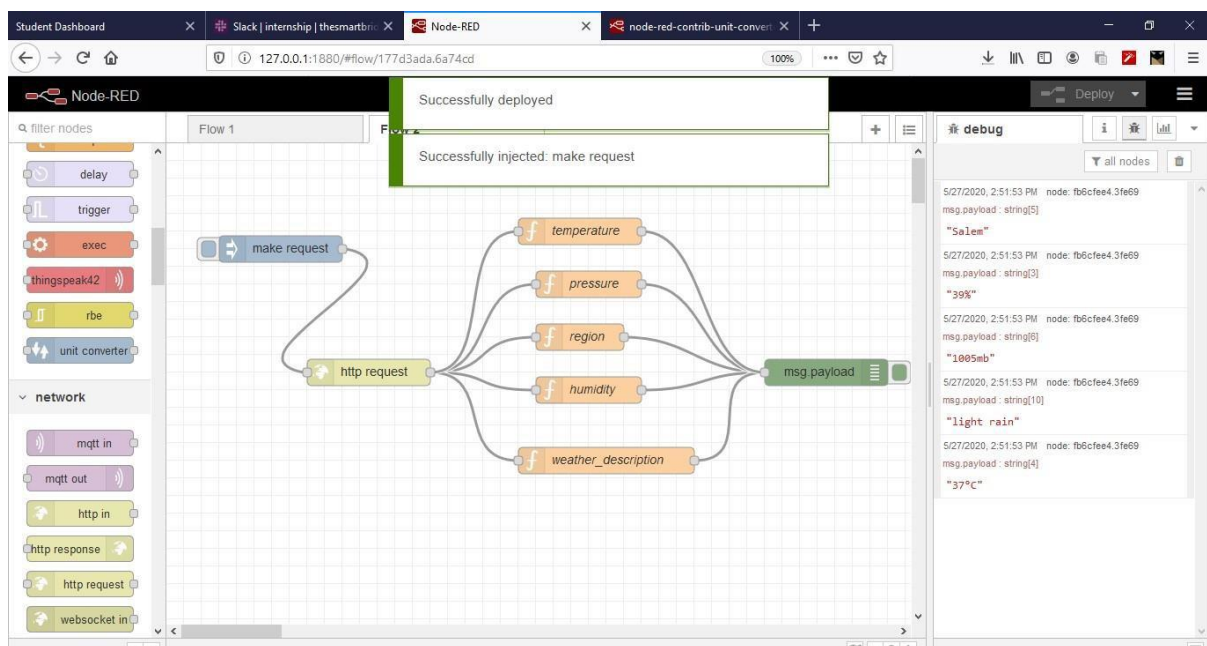 Student Dashboard
Slack | internship | thesmartbric
Node-RED
node-red-contrib-unit-convert
127.0.0.1:1880/#flow/177d3ada.6a74cd
100%
Node-RED
Successfully deployed
Deploy
filter nodes
Flow 1
debug
i
Successfully injected: make request
all nodes
delay
trigger
exec
thingspeak42
rbe
unit converter
network
mqtt in
mqtt out
http in
http response
http request
websocket in
make request
http request
f temperature
f pressure
f region
f humidity
f weather_description
msg.payload
5/27/2020, 2:51:53 PM node: fb6cfee4.3fe69
msg.payload : string[5]
"Salem"
5/27/2020, 2:51:53 PM node: fb6cfee4.3fe69
msg.payload : string[3]
"39%"
5/27/2020, 2:51:53 PM node: fb6cfee4.3fe69
msg.payload : string[6]
"1005mb"
5/27/2020, 2:51:53 PM node: fb6cfee4.3fe69
msg.payload : string[10]
"light rain"
5/27/2020, 2:51:53 PM node: fb6cfee4.3fe69
msg.payload : string[4]
"37°C"